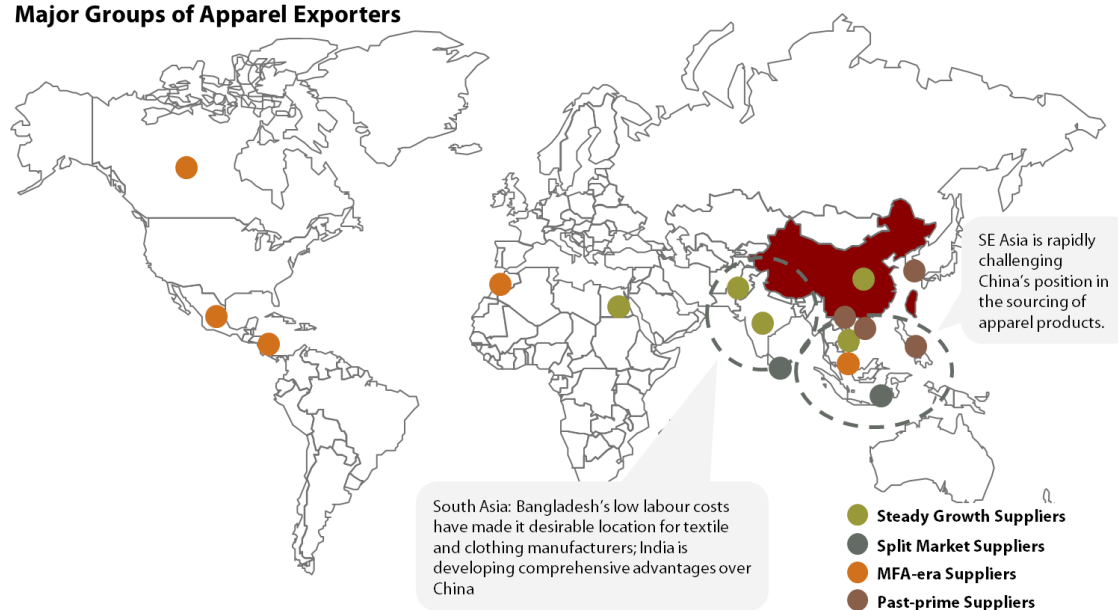 Major Groups of Apparel Exporters
SE Asia is rapidly
challenging
China's position in
the sourcing of
apparel products.
South Asia: Bangladesh's low labour costs
have made it desirable location for textile
and clothing manufacturers; India is
developing comprehensive advantages over
China
Steady Growth Suppliers
Split Market Suppliers
MFA-era Suppliers
Past-prime Suppliers